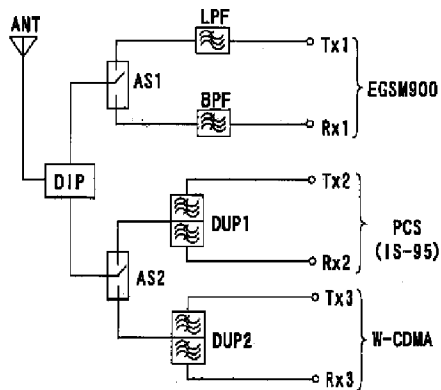 ANT
LPF
Tx1
AS1
EGSM900
BPF
Rx1
DIP
Tx2
DUP1
PCS
(IS-95)
Rx2
AS2
Tx3
DUP2
W-CDMA
Rx3